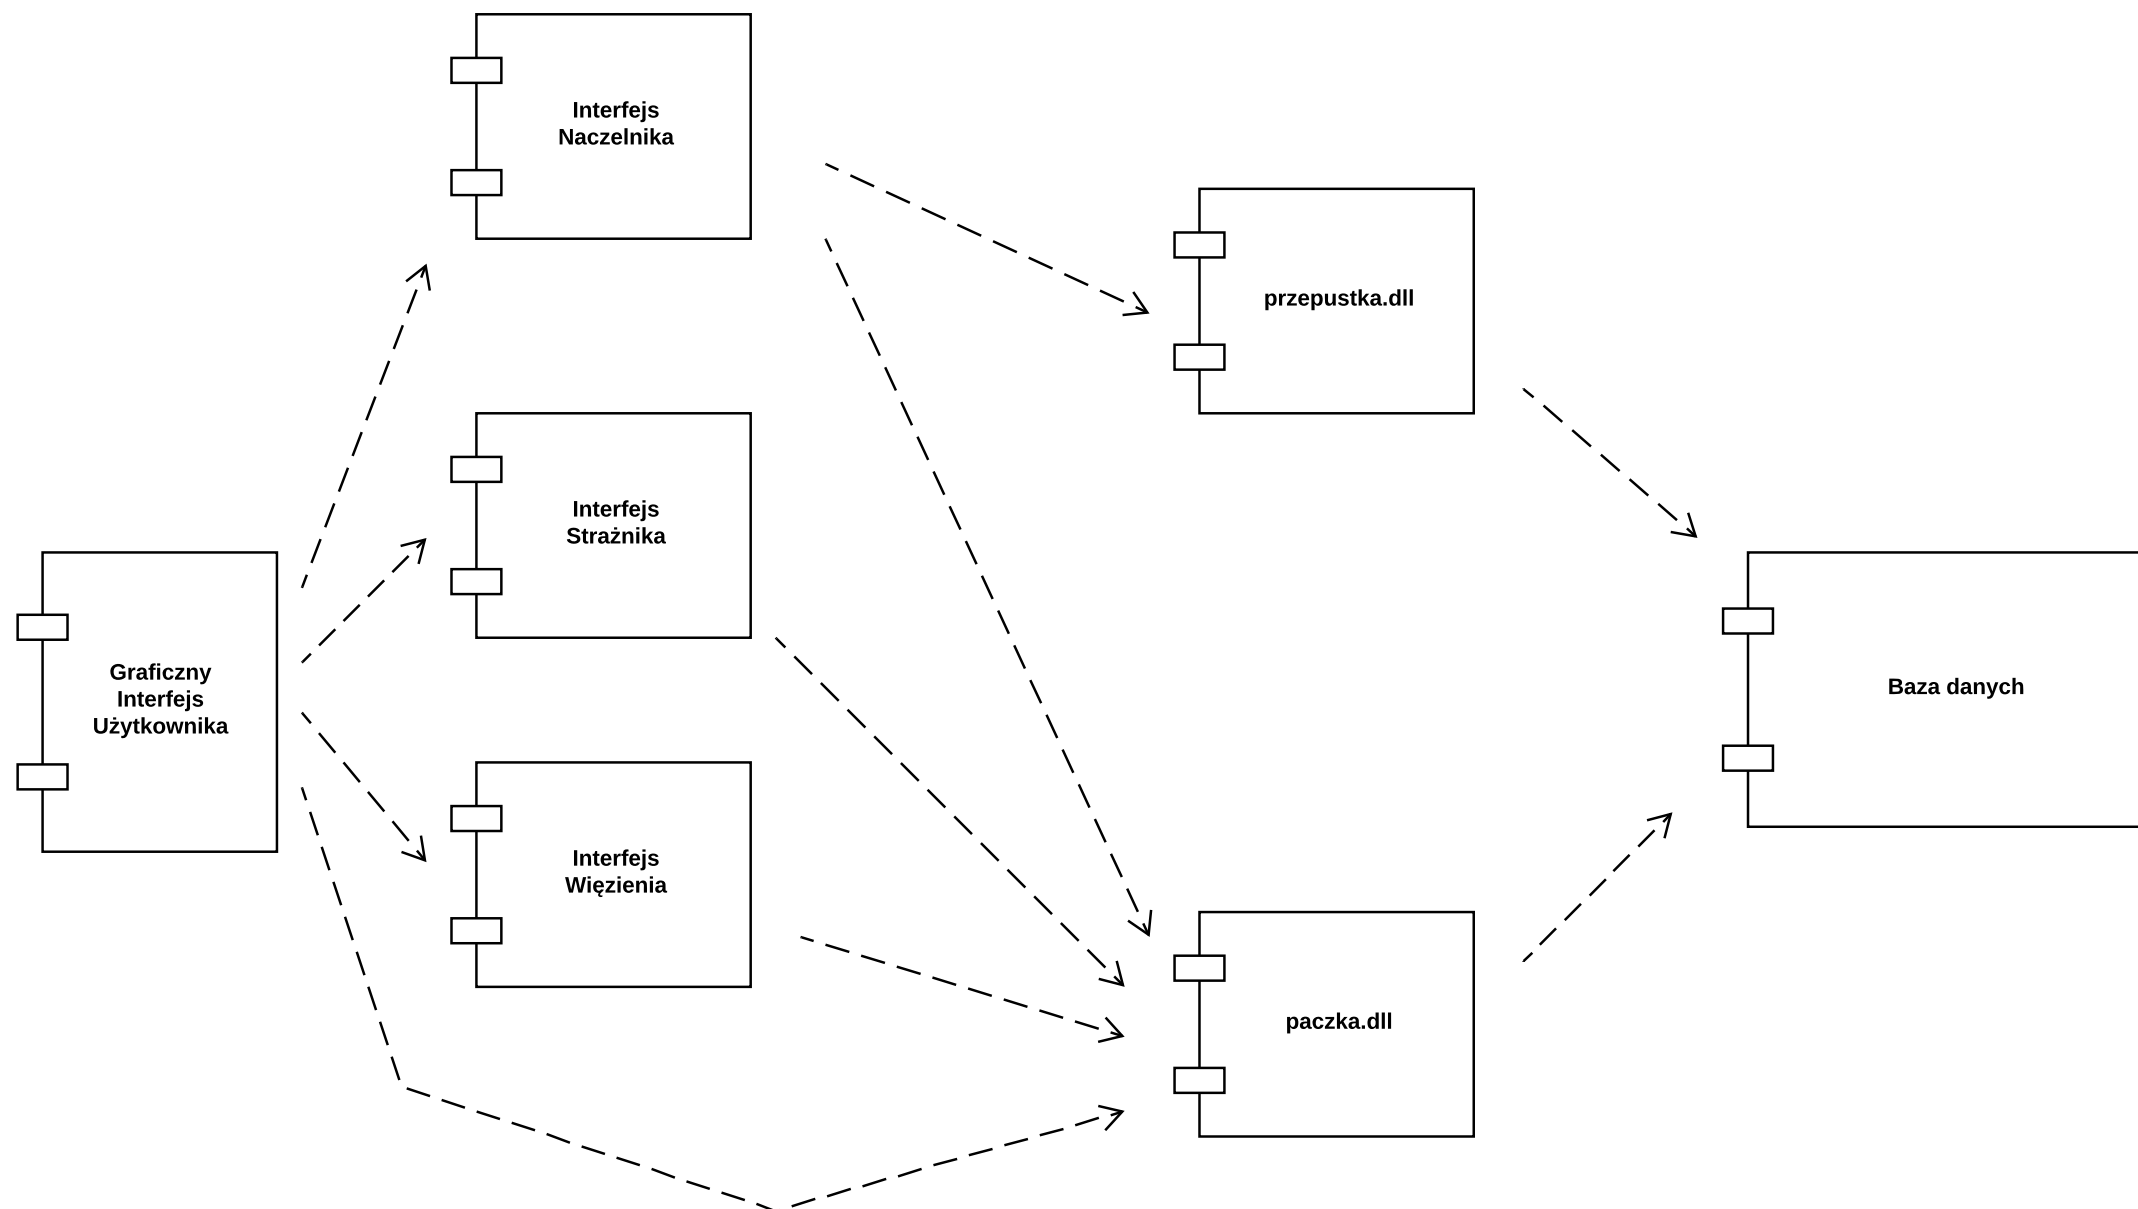 Interfejs
Naczelnika
przepustka.dll
Interfejs
Strażnika
Graficzny
Interfejs
Użytkownika
Baza danych
Interfejs
Więzienia
paczka.dll